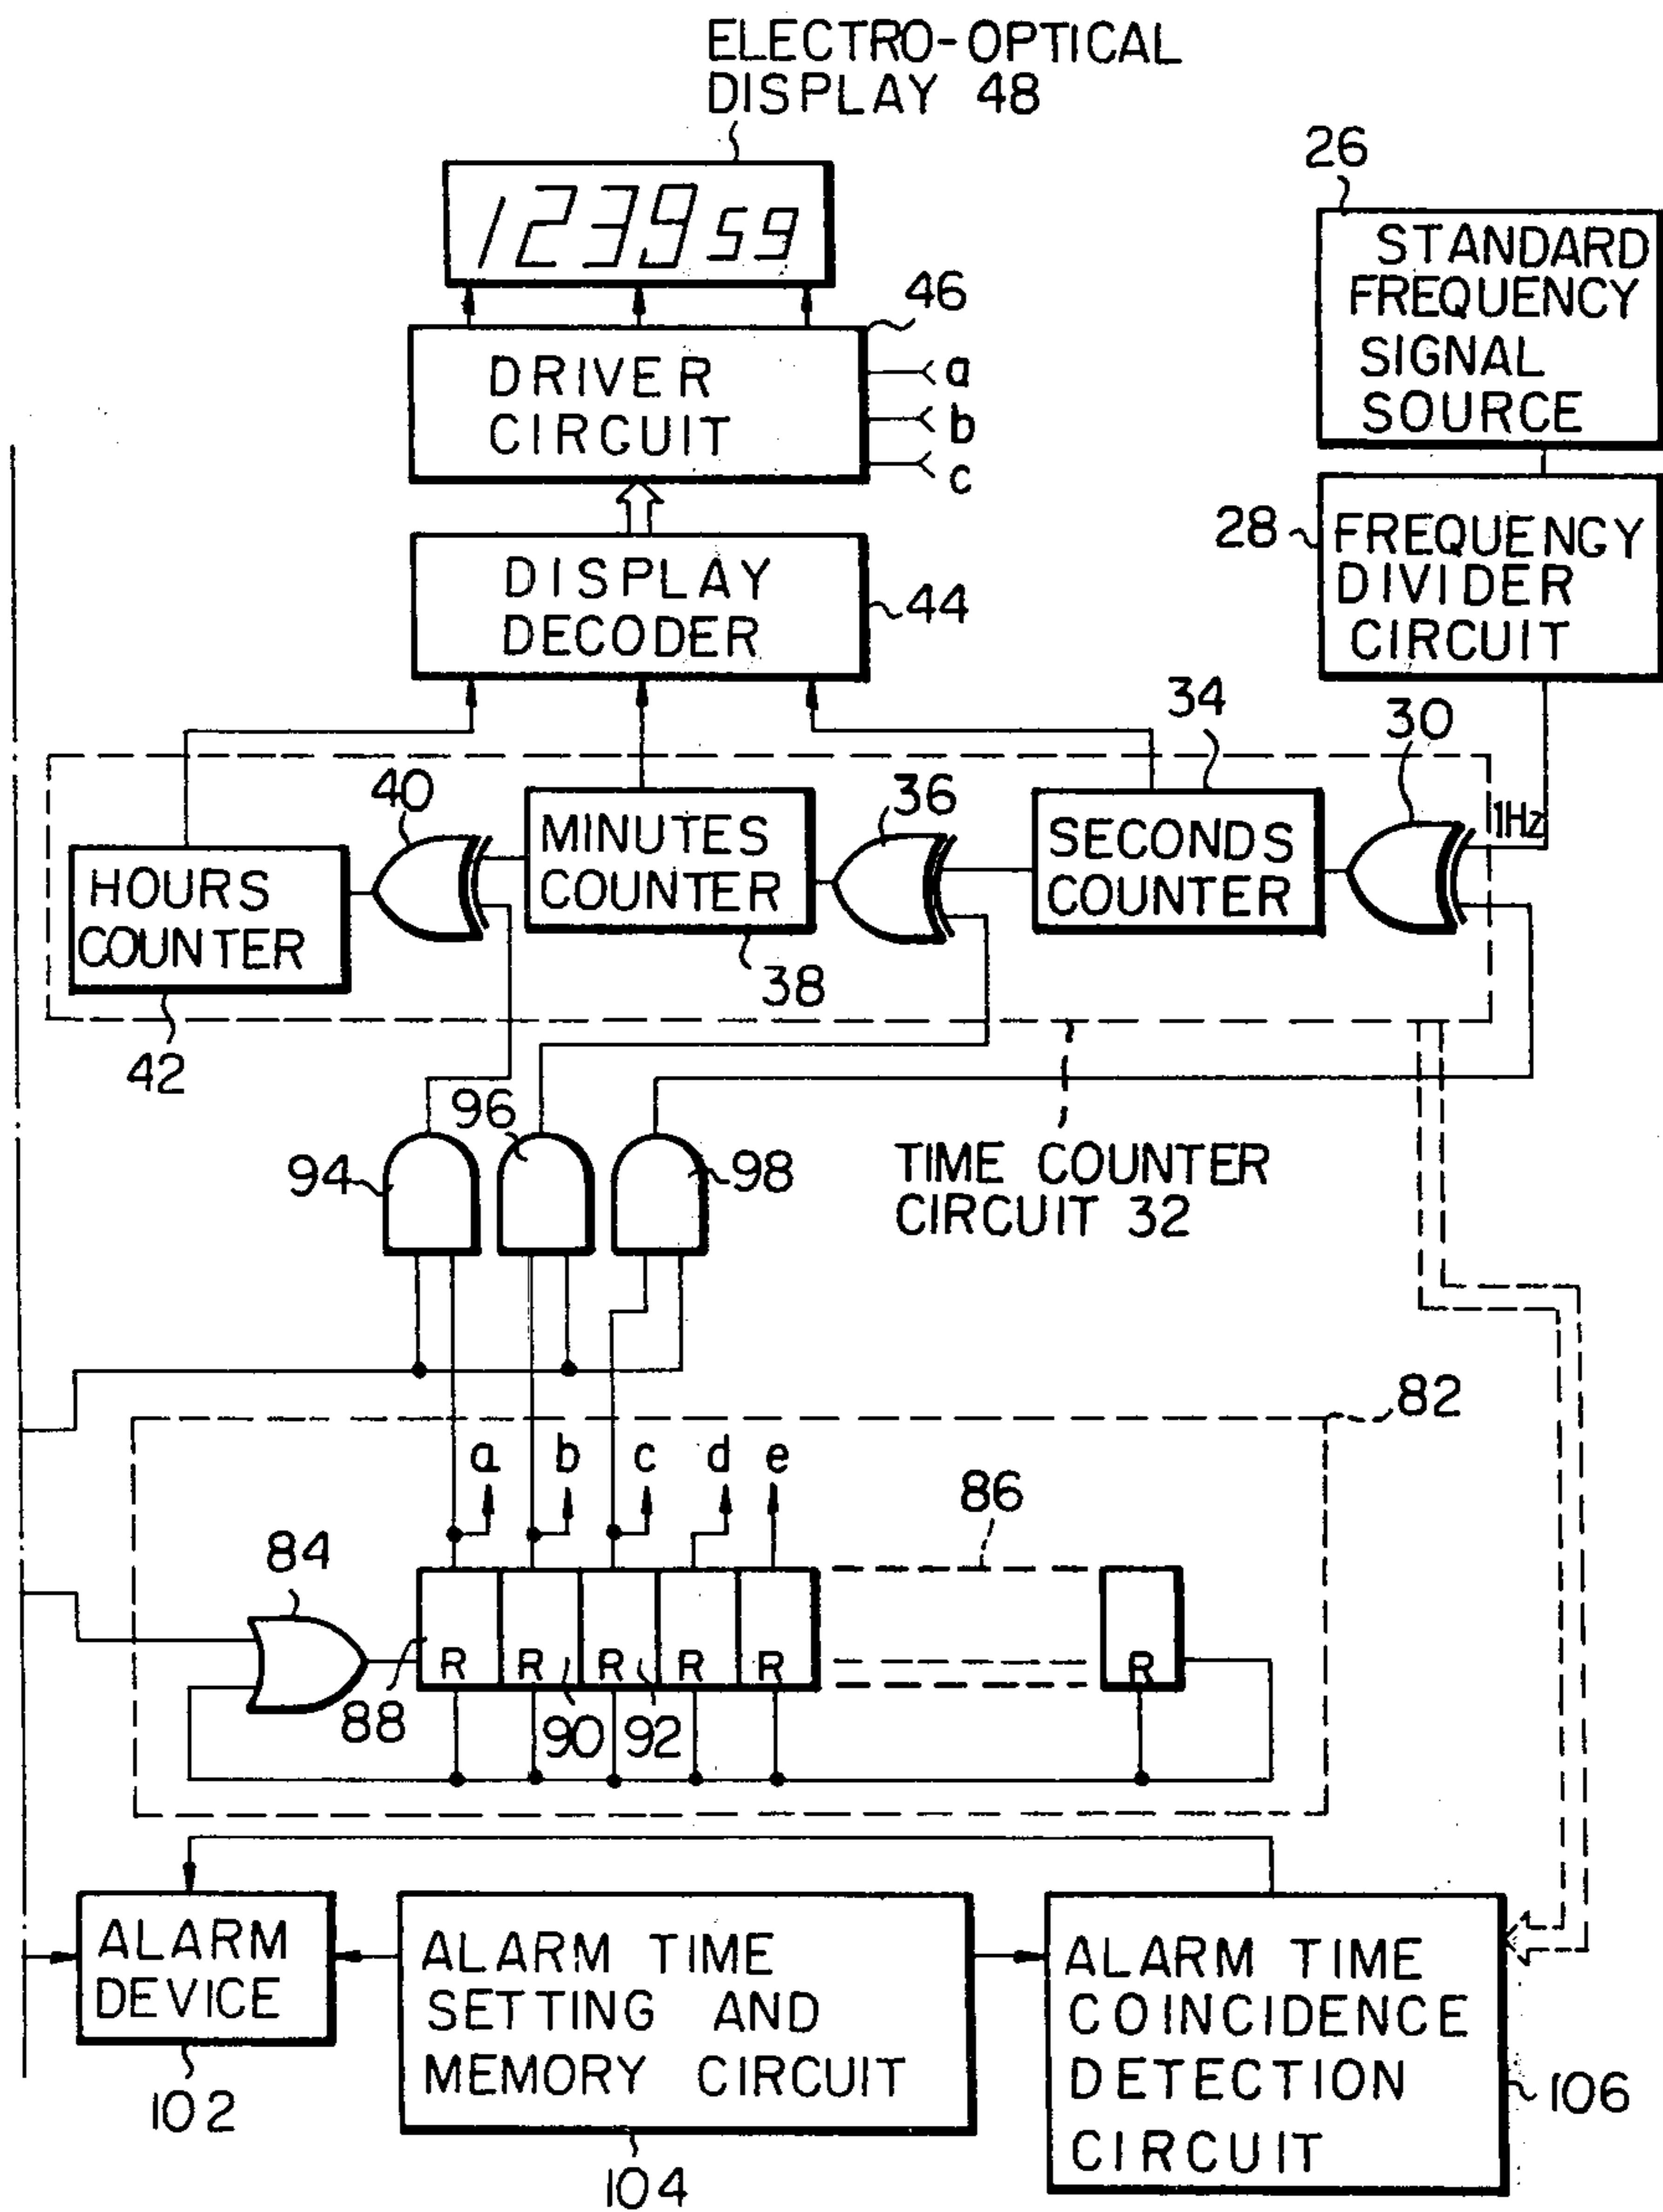 ELECTRO-OPTICAL
DISPLAY 48
1239 59
26
STANDARD
FREQUENCY
SIGNAL
SOURCE
46
DRIVER
CIRCUIT
a
b
c
28
FREQUENCY
DIVIDER
CIRCUIT
DISPLAY
DECODER
44
34
30
40
36
1Hz
HOURS
COUNTER
MINUTES
COUNTER
SECONDS
COUNTER
38
42
96
94
98
TIME COUNTER
CIRCUIT 32
82
a
b
c
d
e
86
84
R
R
R
R
R
R
88
90
92
ALARM
DEVICE
ALARM TIME
SETTING AND
MEMORY CIRCUIT
ALARM TIME
COINCIDENCE
DETECTION
CIRCUIT
102
104
106